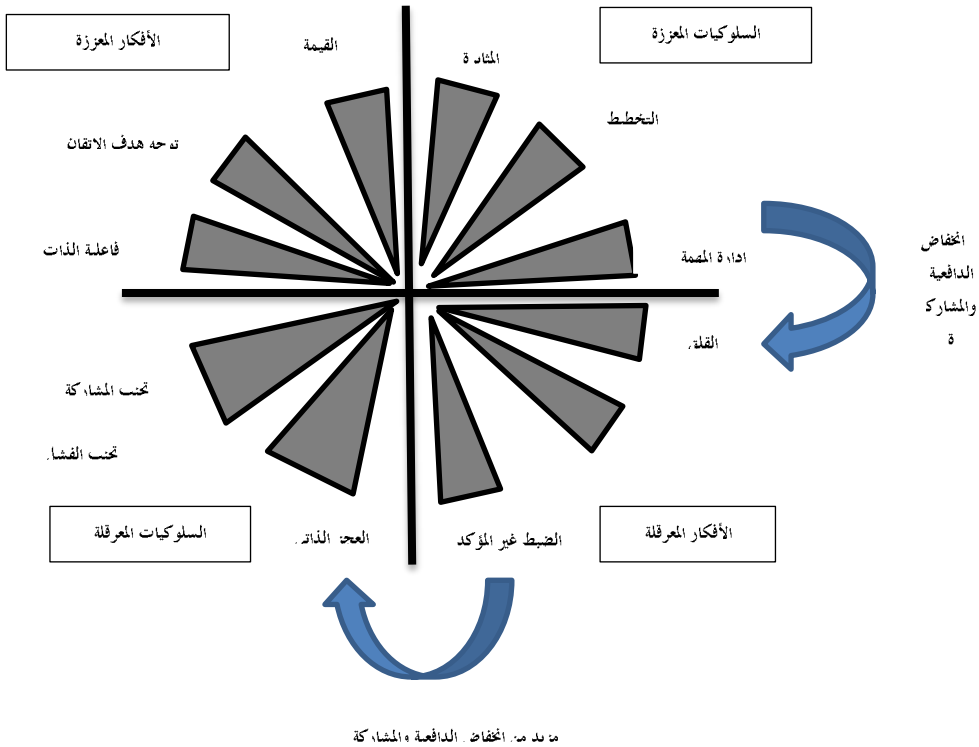 السلوكيات المعززة
الأفكار المعززة
القيمة
المثابرة
التخطيط
توجه هدف الاتقان
فاعلية الذات
ادارة المهمة
انخفاض
الدافعية
والمشارك
ة
القلق
تجنب المشاركة
تجنب الفشل
السلوكيات المعرقلة
الأفكار المعرقلة
العجز الذاتي
الضبط غير المؤكد
مزيد من انخفاض الدافعية والمشاركة